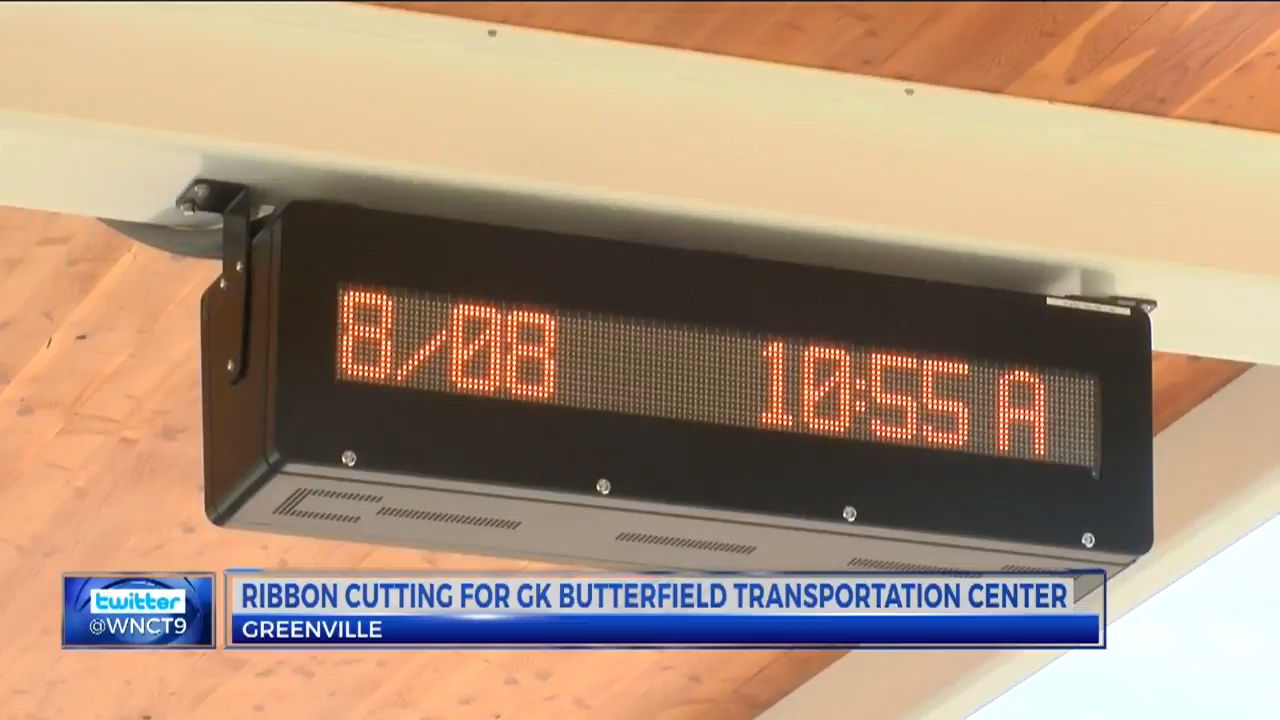 8/08 10:55 A
RIBBON CUTTING FOR GK BUTTERFIELD TRANSPORTATION CENTER
twitter
@WNCT9
GREENVILLE